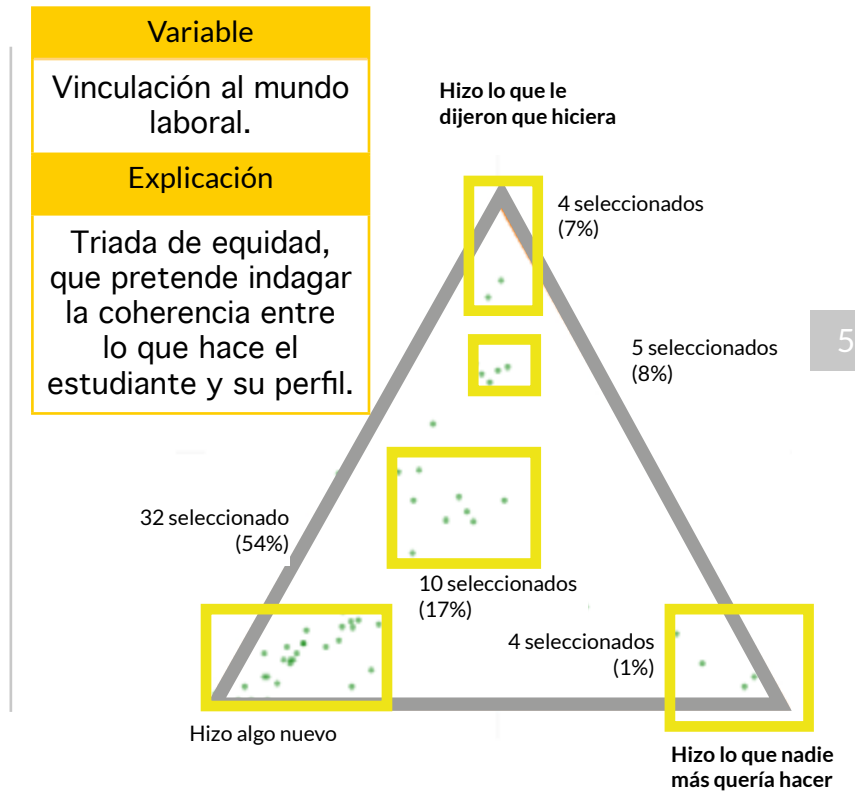 Variable
Vinculación al mundo
laboral.
Explicación
Triada de equidad,
que pretende indagar
la coherencia entre
lo que hace el
estudiante y su perfil.
Hizo lo que le
dijeron que hiciera
4 seleccionados
(7%)
5 seleccionados
(8%)
5
32 seleccionado
(54%)
10 seleccionados
(17%)
4 seleccionados
(1%)
Hizo algo nuevo
Hizo lo que nadie
más quería hacer